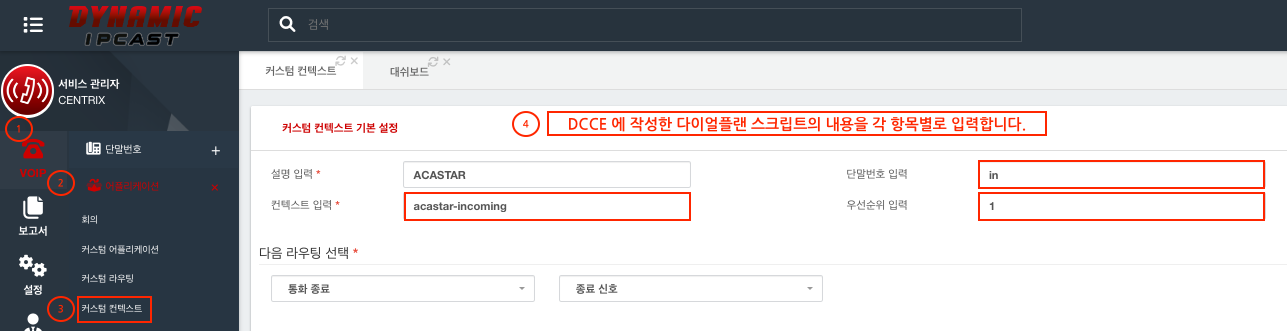 DYNAMIC
IPCAST
검색
서비스 관리자
CENTRIX
커스텀 컨텍스트
대쉬보드
1
VOIP
단말번호 +
2
어플리케이션
회의
커스텀 어플리케이션
커스텀 라우팅
3
커스텀 컨텍스트
보고서
설정
커스텀 컨텍스트 기본 설정
4
DCCE 에 작성한 다이얼플랜 스크립트의 내용을 각 항목별로 입력합니다.
설명 입력 * ACASTAR 단말번호 입력 in
컨텍스트 입력 * acastar-incoming 우선순위 입력 1
다음 라우팅 선택 *
통화 종료 종료 신호